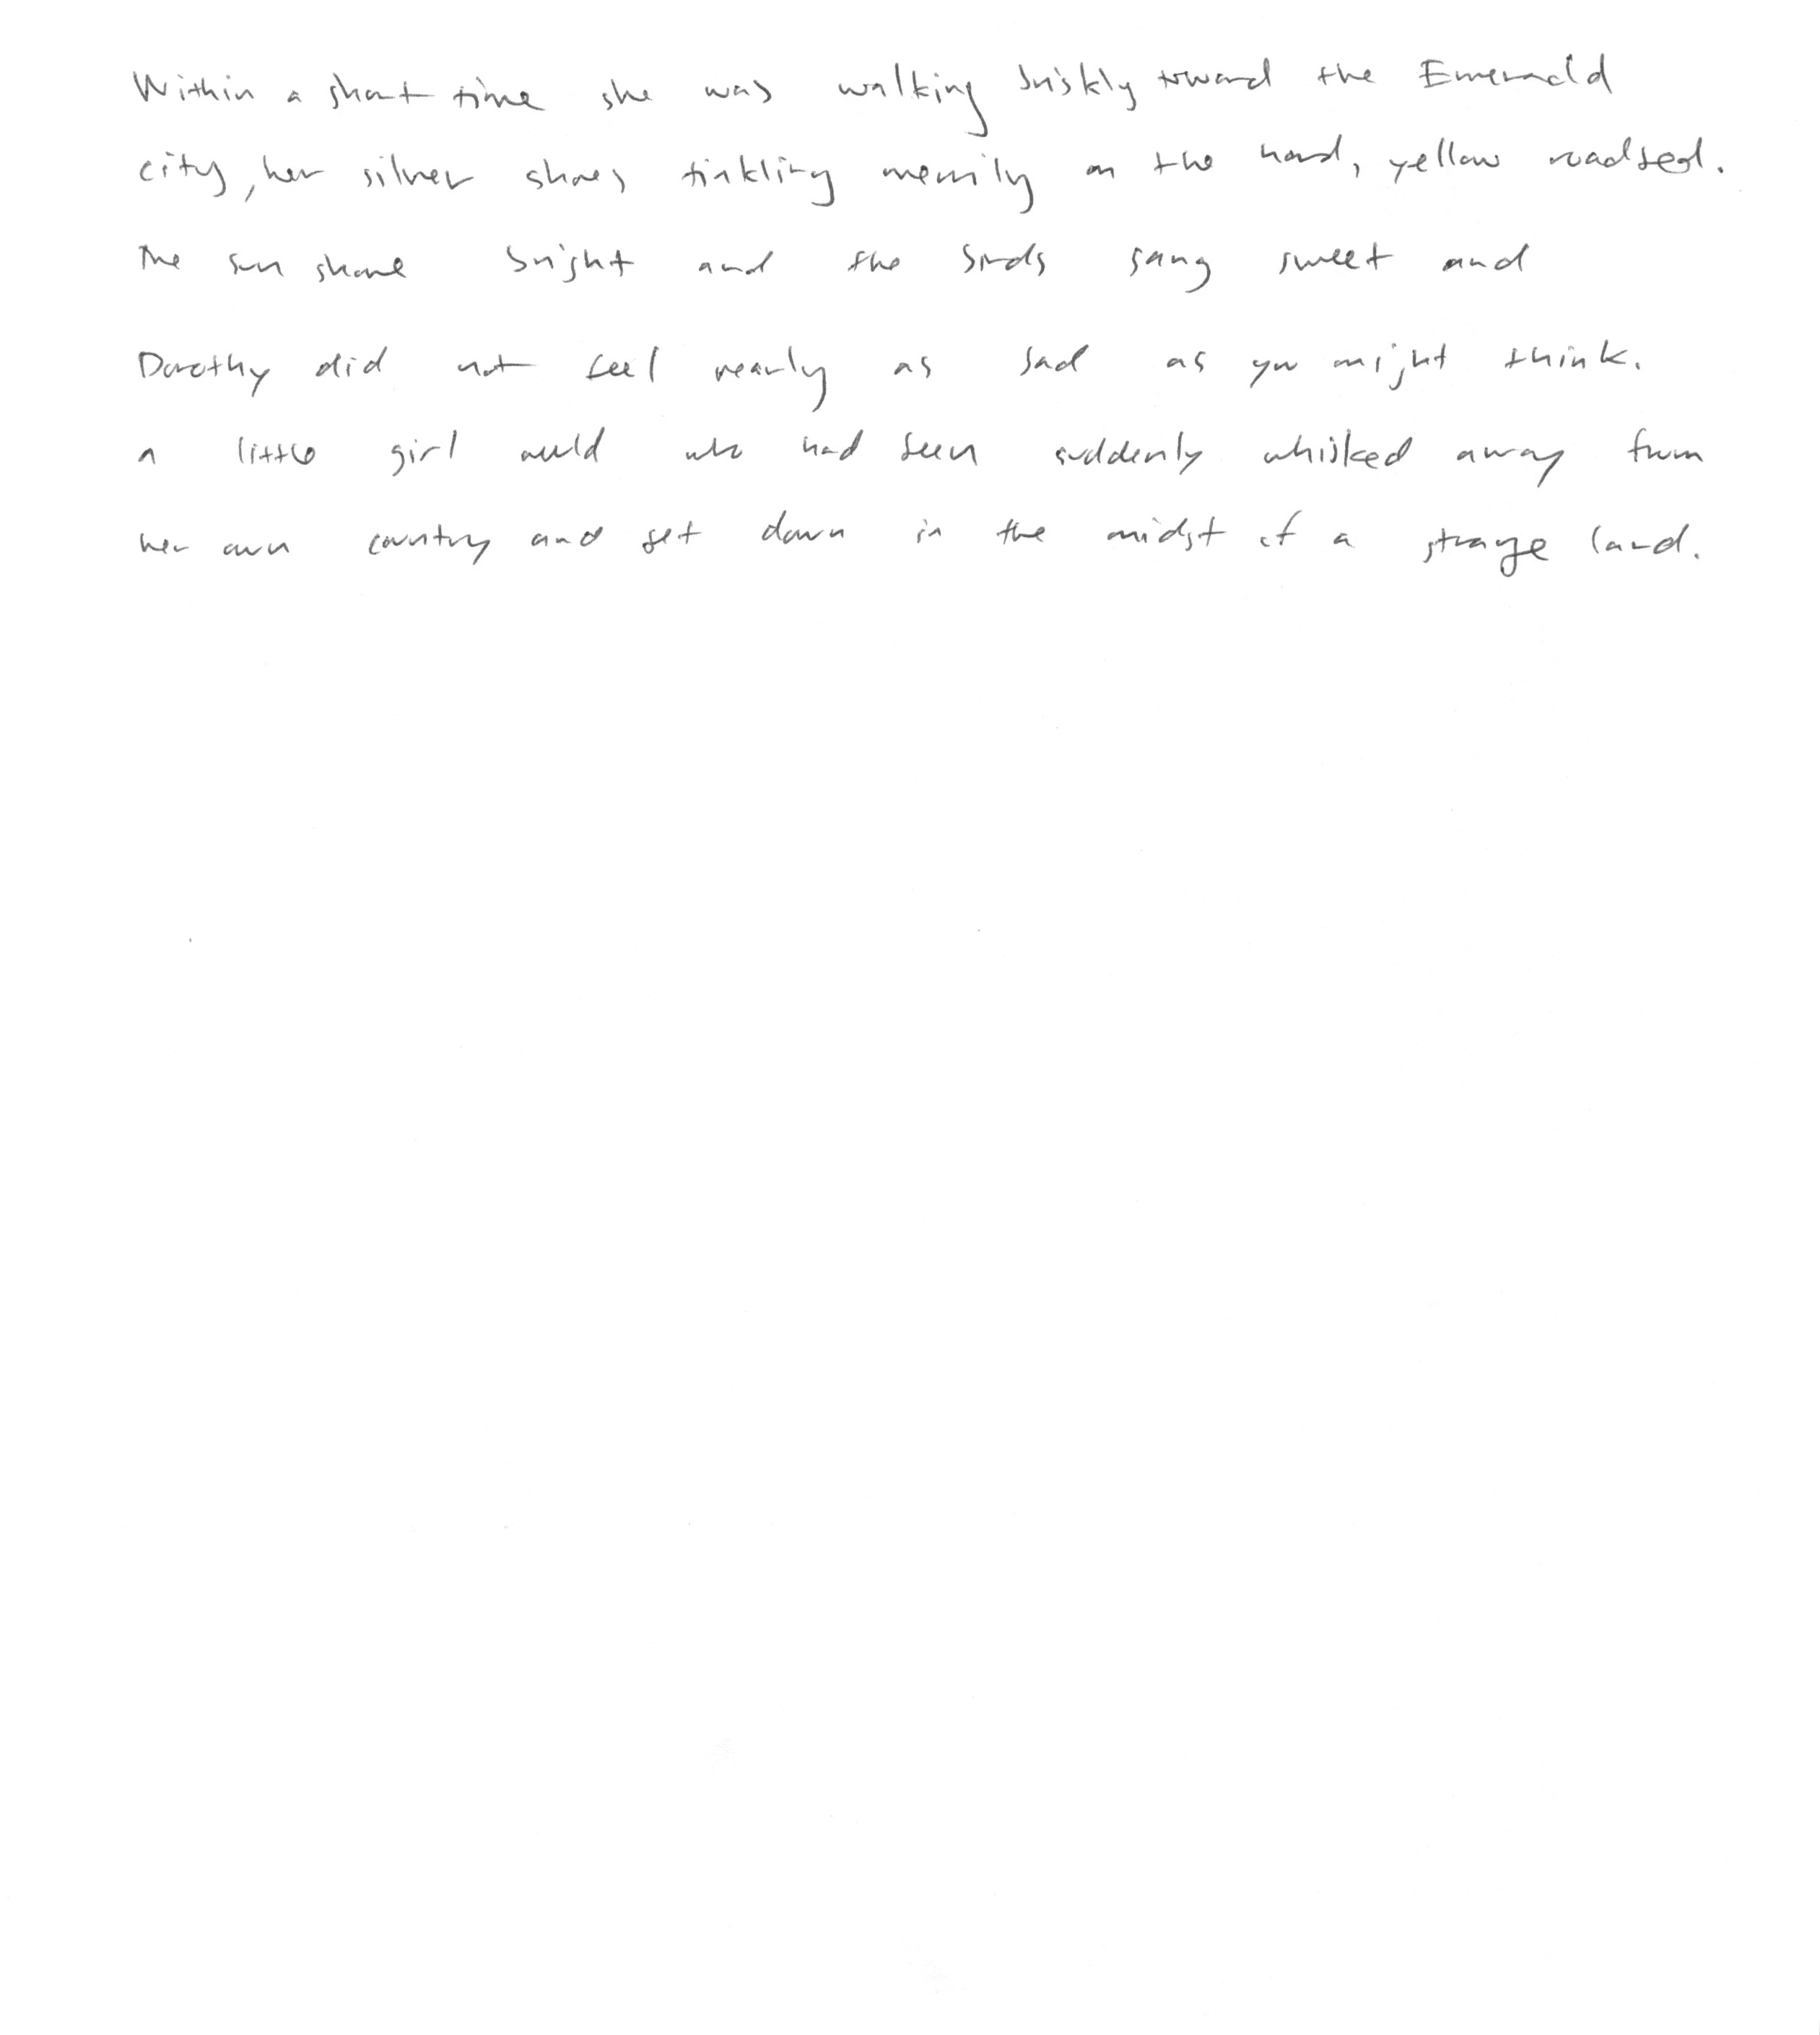 Within a short time she was walking briskly toward the Emerald
city, her silver shoes tinkling merrily on the hard, yellow roadbed.
The sun shone bright and the birds sang sweet and
Dorothy did not feel nearly as sad as you might think.
a little girl would who had been suddenly whisked away from
her own country and set down in the midst of a strange land.